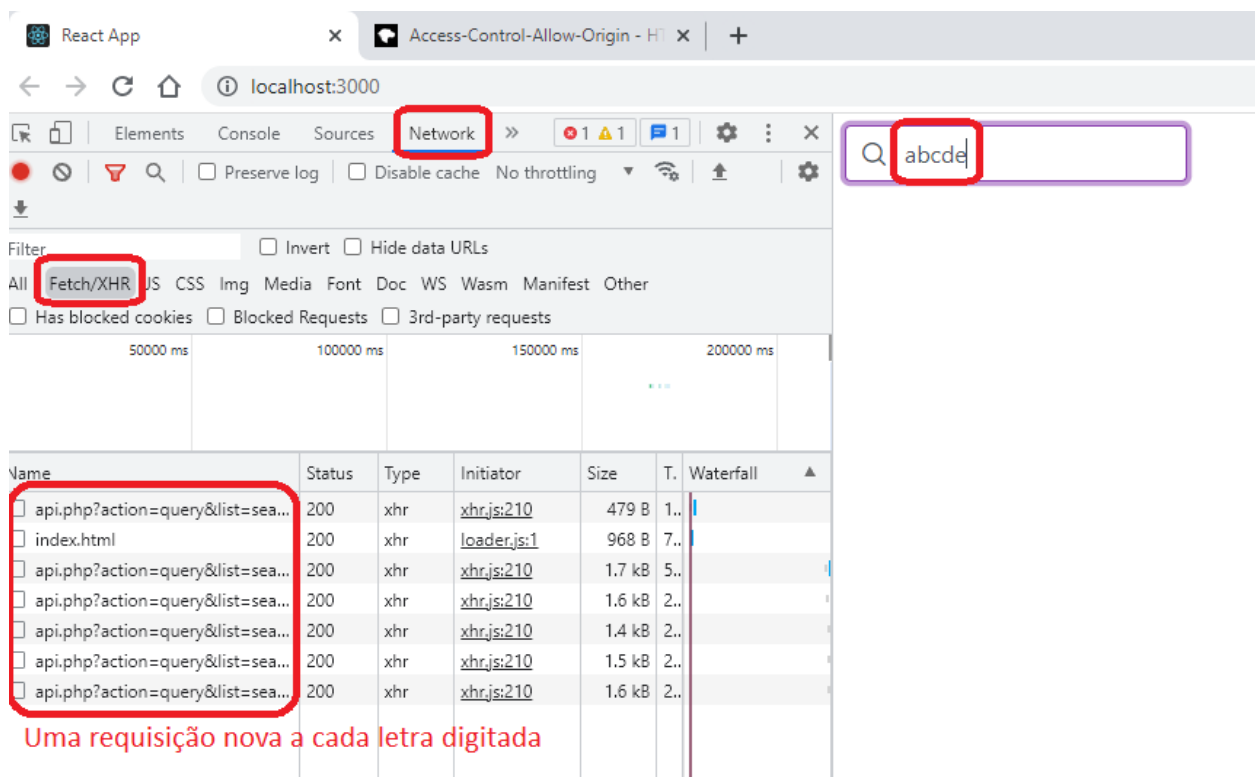 React App
Access-Control-Allow-Origin - HT
localhost:3000
Elements Console Sources Network » 1 1 1
Preserve log Disable cache No throttling
Filter Invert Hide data URLs
All Fetch/XHR JS CSS Img Media Font Doc WS Wasm Manifest Other
Has blocked cookies Blocked Requests 3rd-party requests
50000 ms 100000 ms 150000 ms 200000 ms
Name Status Type Initiator Size T. Waterfall
api.php?action=query&list=sea... 200 xhr xhr.js:210 479 B 1..
index.html 200 xhr loader.js:1 968 B 7..
api.php?action=query&list=sea... 200 xhr xhr.js:210 1.7 kB 5..
api.php?action=query&list=sea... 200 xhr xhr.js:210 1.6 kB 2..
api.php?action=query&list=sea... 200 xhr xhr.js:210 1.4 kB 2..
api.php?action=query&list=sea... 200 xhr xhr.js:210 1.5 kB 2..
api.php?action=query&list=sea... 200 xhr xhr.js:210 1.6 kB 2..
Uma requisição nova a cada letra digitada
abcde